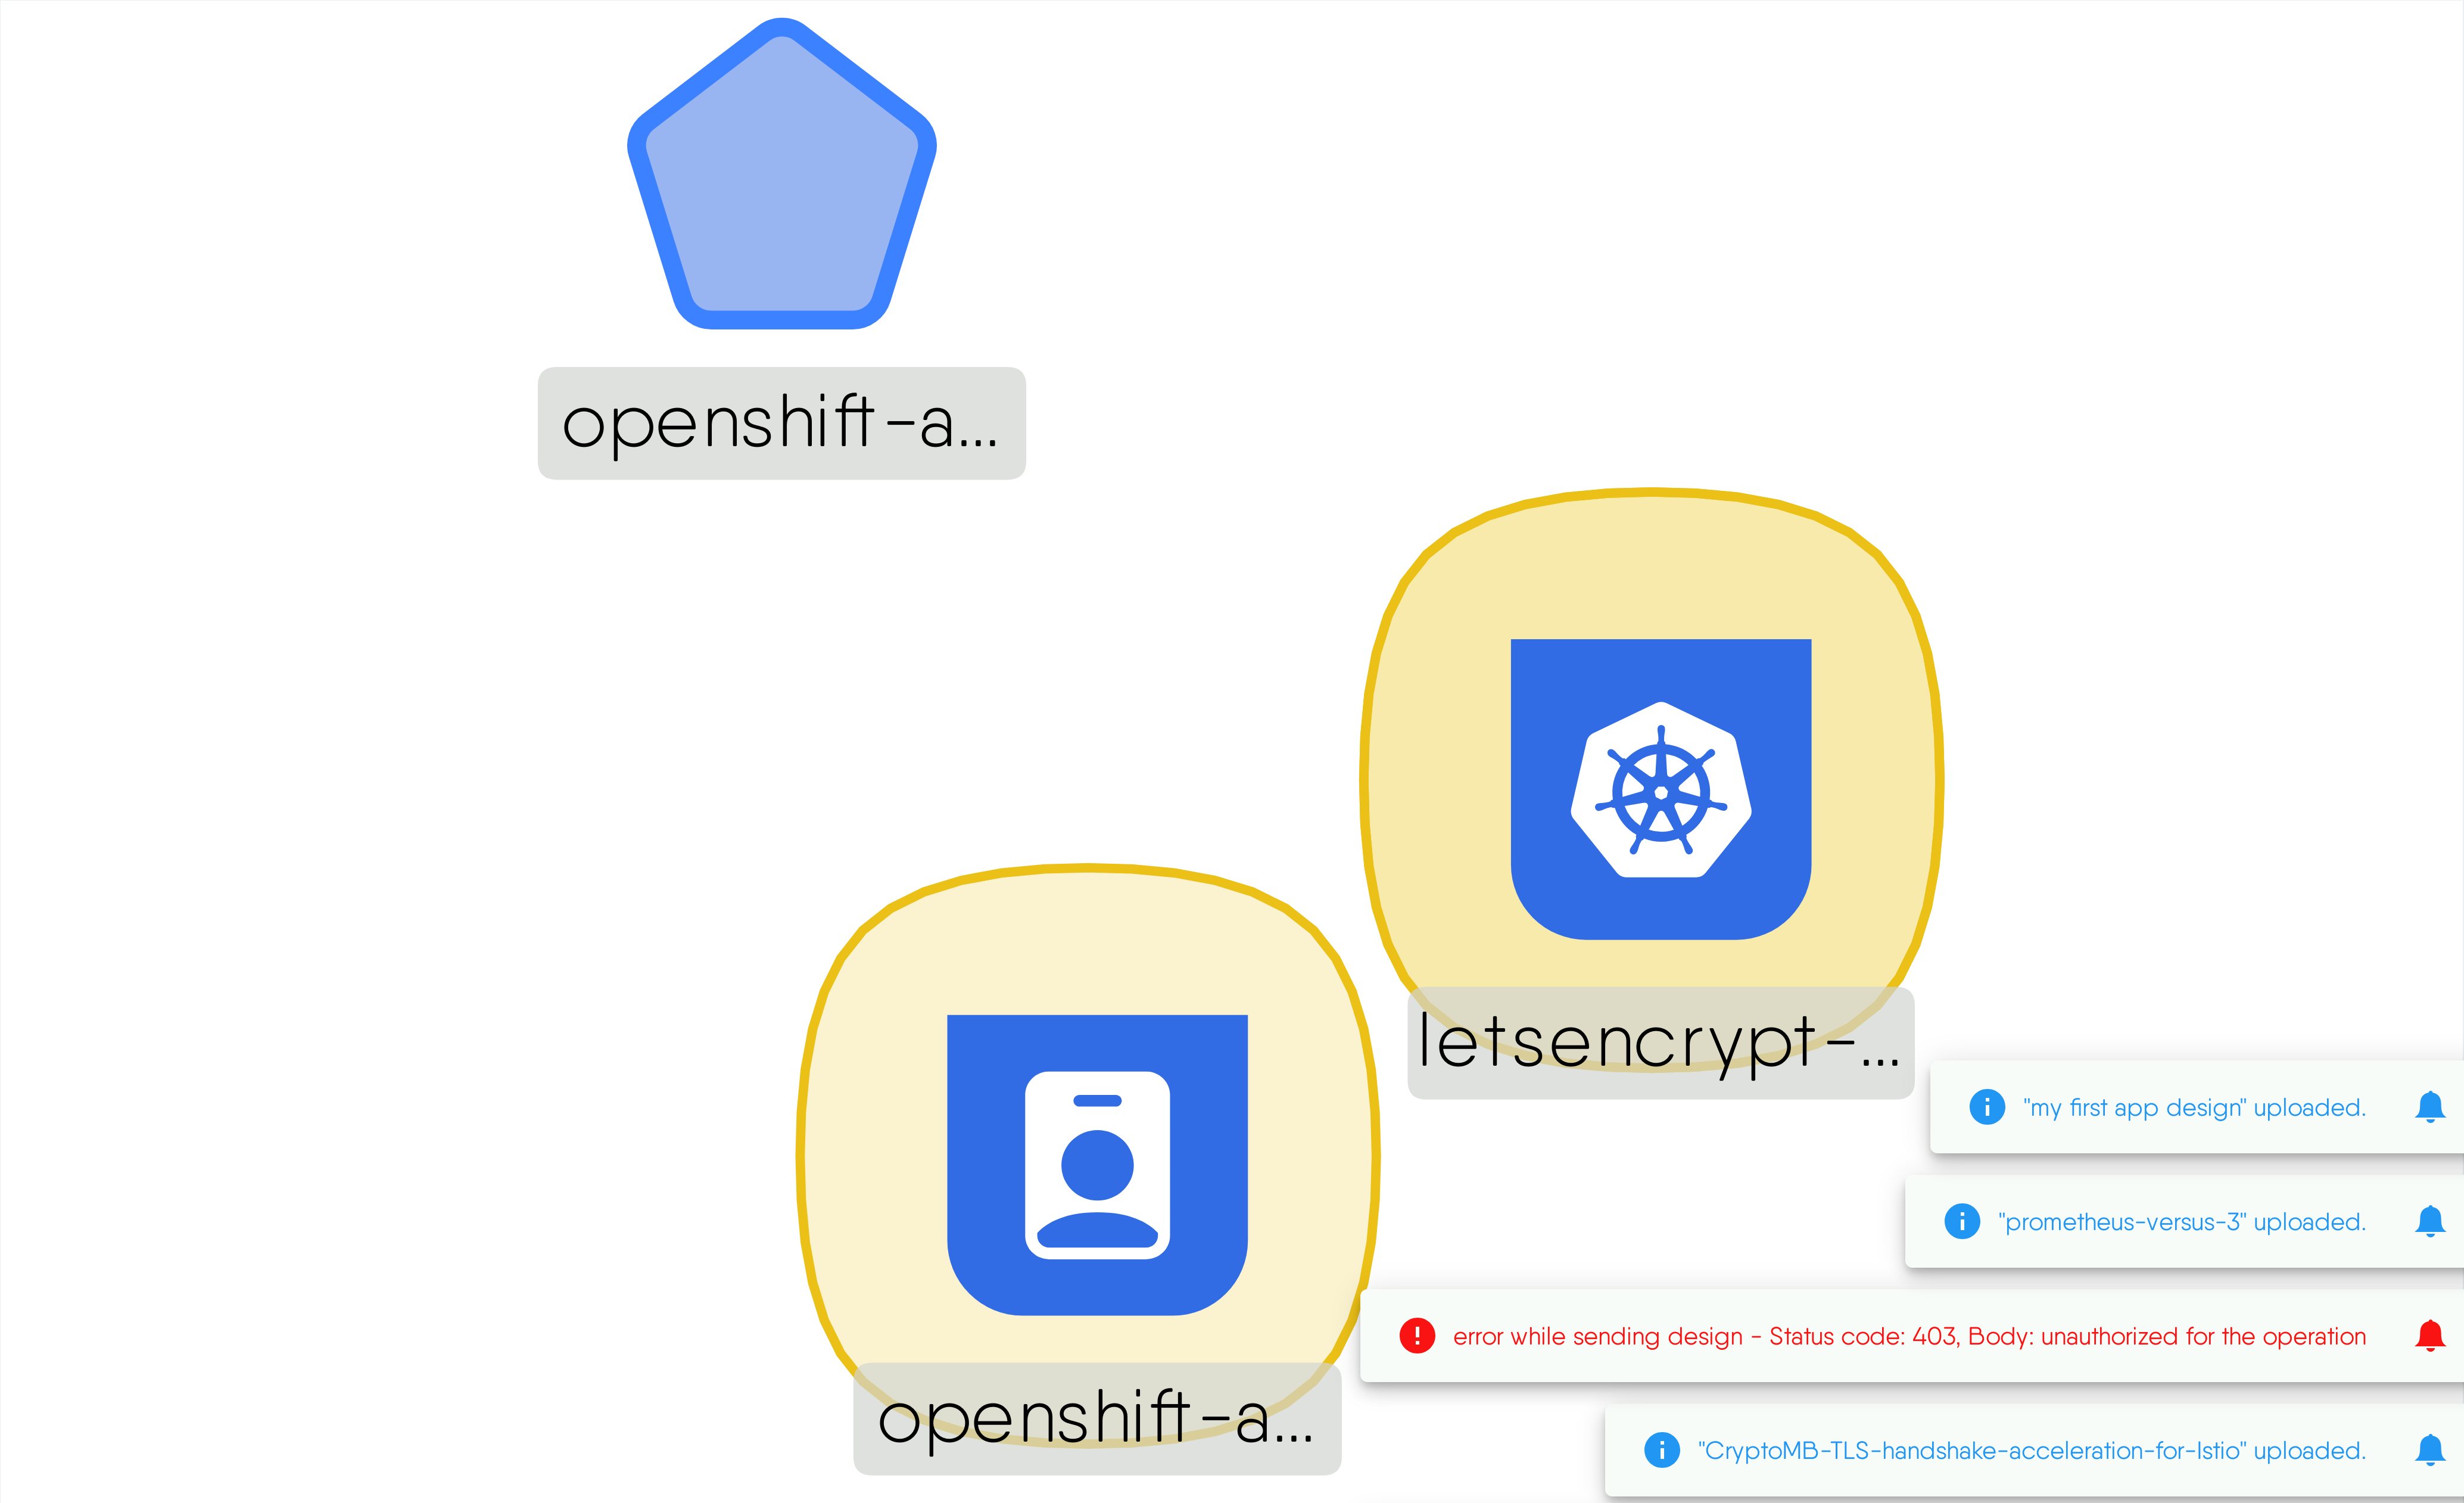 openshift-a...
letsencrypt-...
"my first app design" uploaded.
"prometheus-versus-3" uploaded.
error while sending design - Status code: 403, Body: unauthorized for the operation
openshift-a...
"CryptoMB-TLS-handshake-acceleration-for-Istio" uploaded.